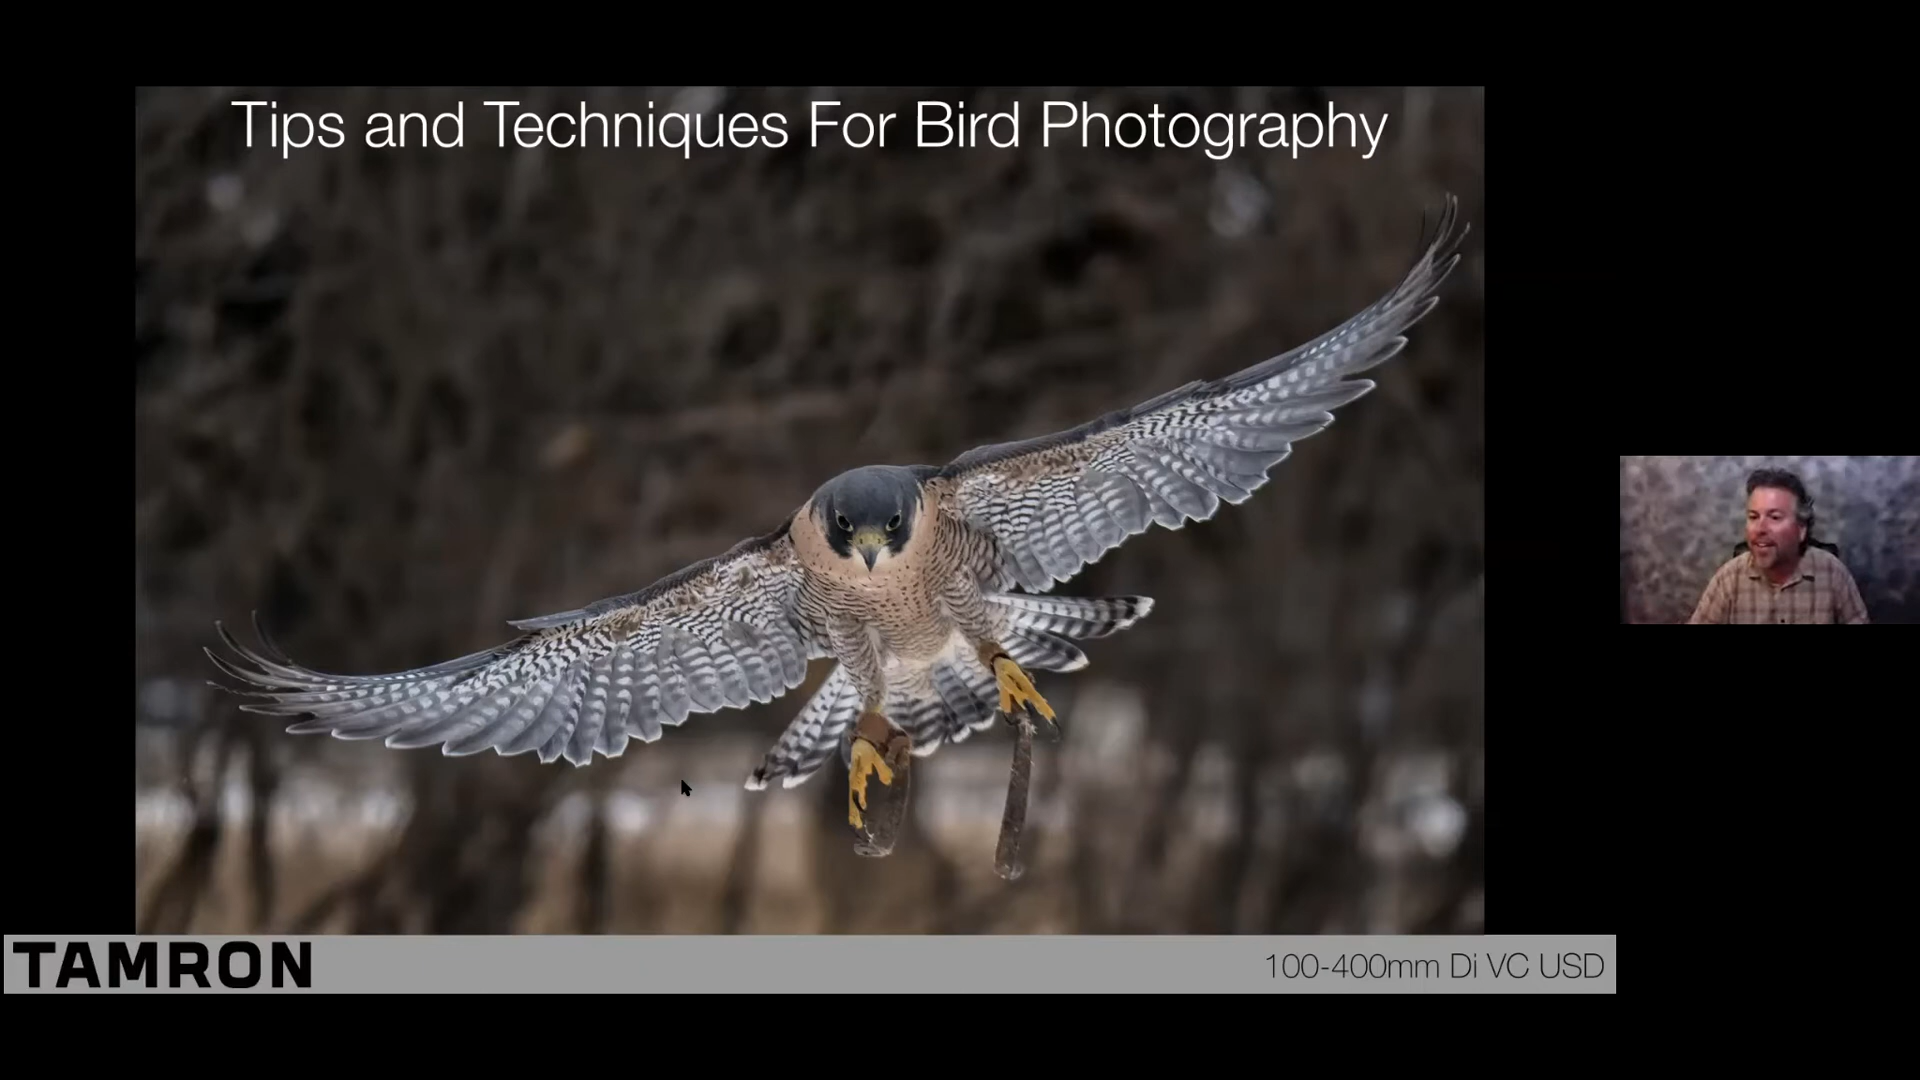 Tips and Techniques For Bird Photography
TAMRON
100-400mm Di VC USD